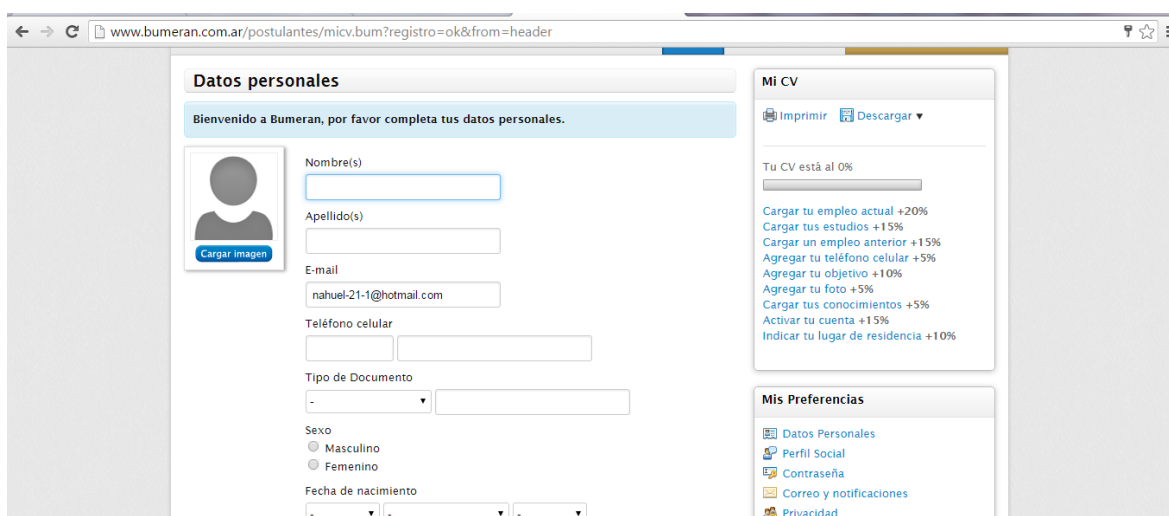 www.bumeran.com.ar/postulantes/micv.bum?registro=ok&from=header
Datos personales
Bienvenido a Bumeran, por favor completa tus datos personales.
Cargar imagen
Nombre(s)
Apellido(s)
E-mail
nahuel-21-1@hotmail.com
Teléfono celular
Tipo de Documento
-
Sexo
Masculino
Femenino
Fecha de nacimiento
- - -
Mi CV
Imprimir Descargar ▼
Tu CV está al 0%
Cargar tu empleo actual +20%
Cargar tus estudios +15%
Cargar un empleo anterior +15%
Agregar tu teléfono celular +5%
Agregar tu objetivo +10%
Agregar tu foto +5%
Cargar tus conocimientos +5%
Activar tu cuenta +15%
Indicar tu lugar de residencia +10%
Mis Preferencias
Datos Personales
Perfil Social
Contraseña
Correo y notificaciones
Privacidad